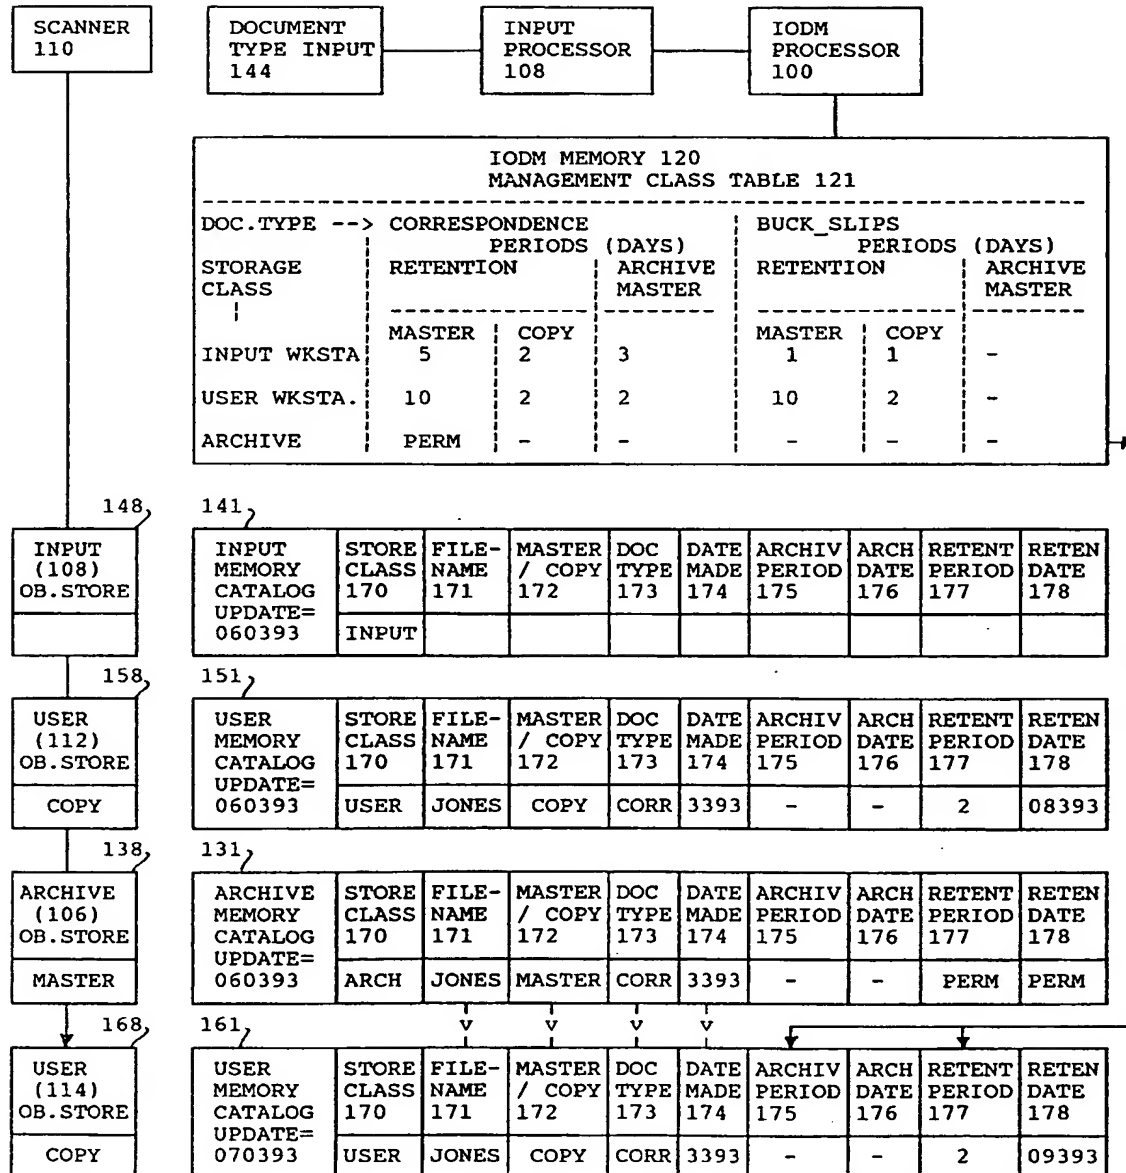 SCANNER
110
DOCUMENT
TYPE INPUT
144
INPUT
PROCESSOR
108
IODM
PROCESSOR
100
IODM MEMORY 120
MANAGEMENT CLASS TABLE 121
DOC.TYPE --> CORRESPONDENCE BUCK_SLIPS
PERIODS (DAYS) PERIODS (DAYS)
STORAGE RETENTION ARCHIVE RETENTION ARCHIVE
CLASS MASTER MASTER
MASTER COPY MASTER COPY
INPUT WKSTA 5 2 3 1 1 -
USER WKSTA. 10 2 2 10 2 -
ARCHIVE PERM - - - - -
148
INPUT
(108)
OB.STORE
141
INPUT STORE FILE- MASTER DOC DATE ARCHIV ARCH RETENT RETEN
MEMORY CLASS NAME / COPY TYPE MADE PERIOD DATE PERIOD DATE
CATALOG 170 171 172 173 174 175 176 177 178
UPDATE=
060393 INPUT
158
USER
(112)
OB.STORE
COPY
151
USER STORE FILE- MASTER DOC DATE ARCHIV ARCH RETENT RETEN
MEMORY CLASS NAME / COPY TYPE MADE PERIOD DATE PERIOD DATE
CATALOG 170 171 172 173 174 175 176 177 178
UPDATE=
060393 USER JONES COPY CORR 3393 - - 2 08393
138
ARCHIVE
(106)
OB.STORE
MASTER
131
ARCHIVE STORE FILE- MASTER DOC DATE ARCHIV ARCH RETENT RETEN
MEMORY CLASS NAME / COPY TYPE MADE PERIOD DATE PERIOD DATE
CATALOG 170 171 172 173 174 175 176 177 178
UPDATE=
060393 ARCH JONES MASTER CORR 3393 - - PERM PERM
v v v v
168
USER
(114)
OB.STORE
COPY
161
USER STORE FILE- MASTER DOC DATE ARCHIV ARCH RETENT RETEN
MEMORY CLASS NAME / COPY TYPE MADE PERIOD DATE PERIOD DATE
CATALOG 170 171 172 173 174 175 176 177 178
UPDATE=
070393 USER JONES COPY CORR 3393 - - 2 09393